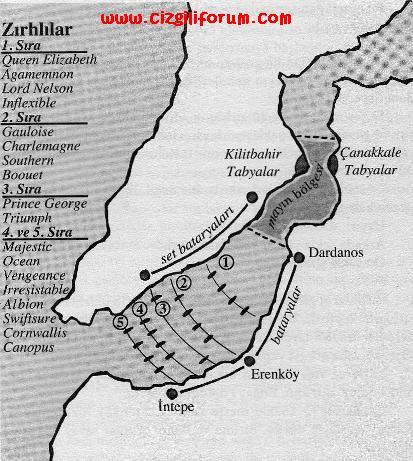 www.cizgiliforum.com
Zırhlılar
1. Sıra
Queen Elizabeth
Agamemnon
Lord Nelson
Inflexible
2. Sıra
Gauloise
Charlemagne
Southern
Boouet
3. Sıra
Prince George
Triumph
4. ve 5. Sıra
Majestic
Ocean
Vengeance
Irresistable
Albion
Swiftsure
Cornwallis
Canopus
Kilitbahir
Tabyalar
Çanakkale
Tabyalar
mayın bölgesi
set bataryaları
Dardanos
bataryalar
1
2
3
4
5
Erenköy
İntepe